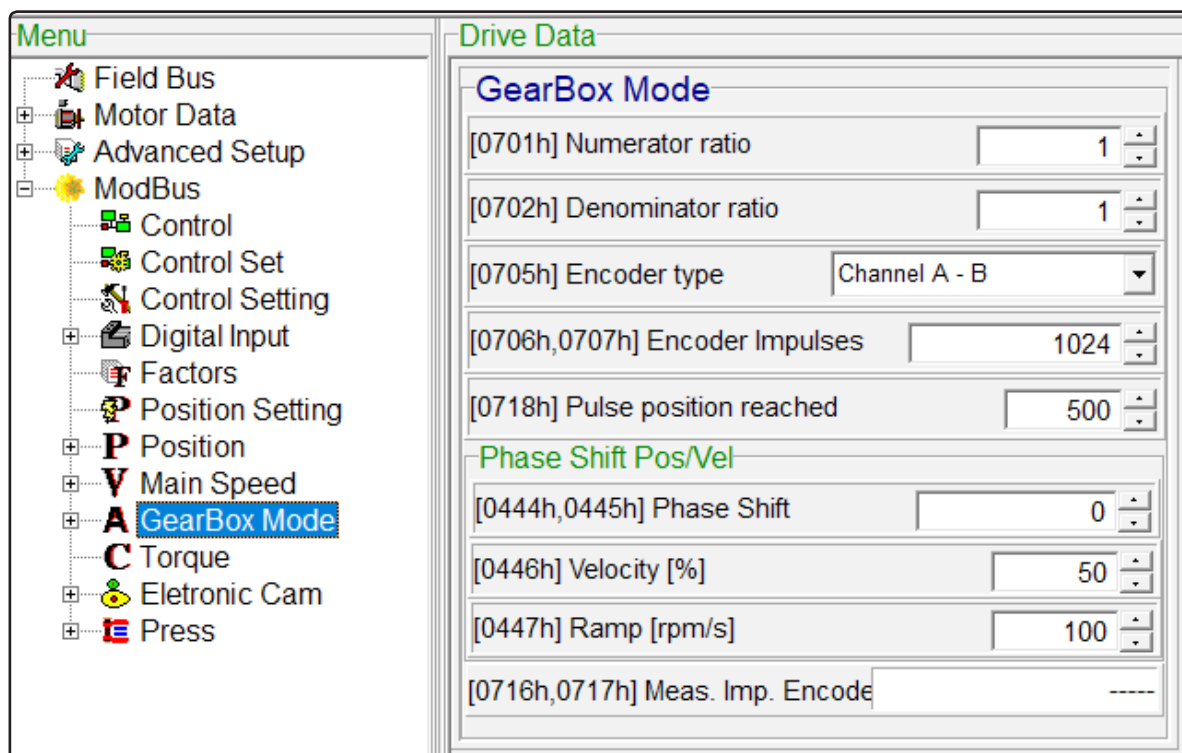 Menu
Field Bus
Motor Data
Advanced Setup
ModBus
Control
Control Set
Control Setting
Digital Input
Factors
Position Setting
P Position
V Main Speed
A GearBox Mode
C Torque
Eletronic Cam
Press
Drive Data
GearBox Mode
[0701h] Numerator ratio 1
[0702h] Denominator ratio 1
[0705h] Encoder type Channel A - B
[0706h,0707h] Encoder Impulses 1024
[0718h] Pulse position reached 500
Phase Shift Pos/Vel
[0444h,0445h] Phase Shift 0
[0446h] Velocity [%] 50
[0447h] Ramp [rpm/s] 100
[0716h,0717h] Meas. Imp. Encode -----